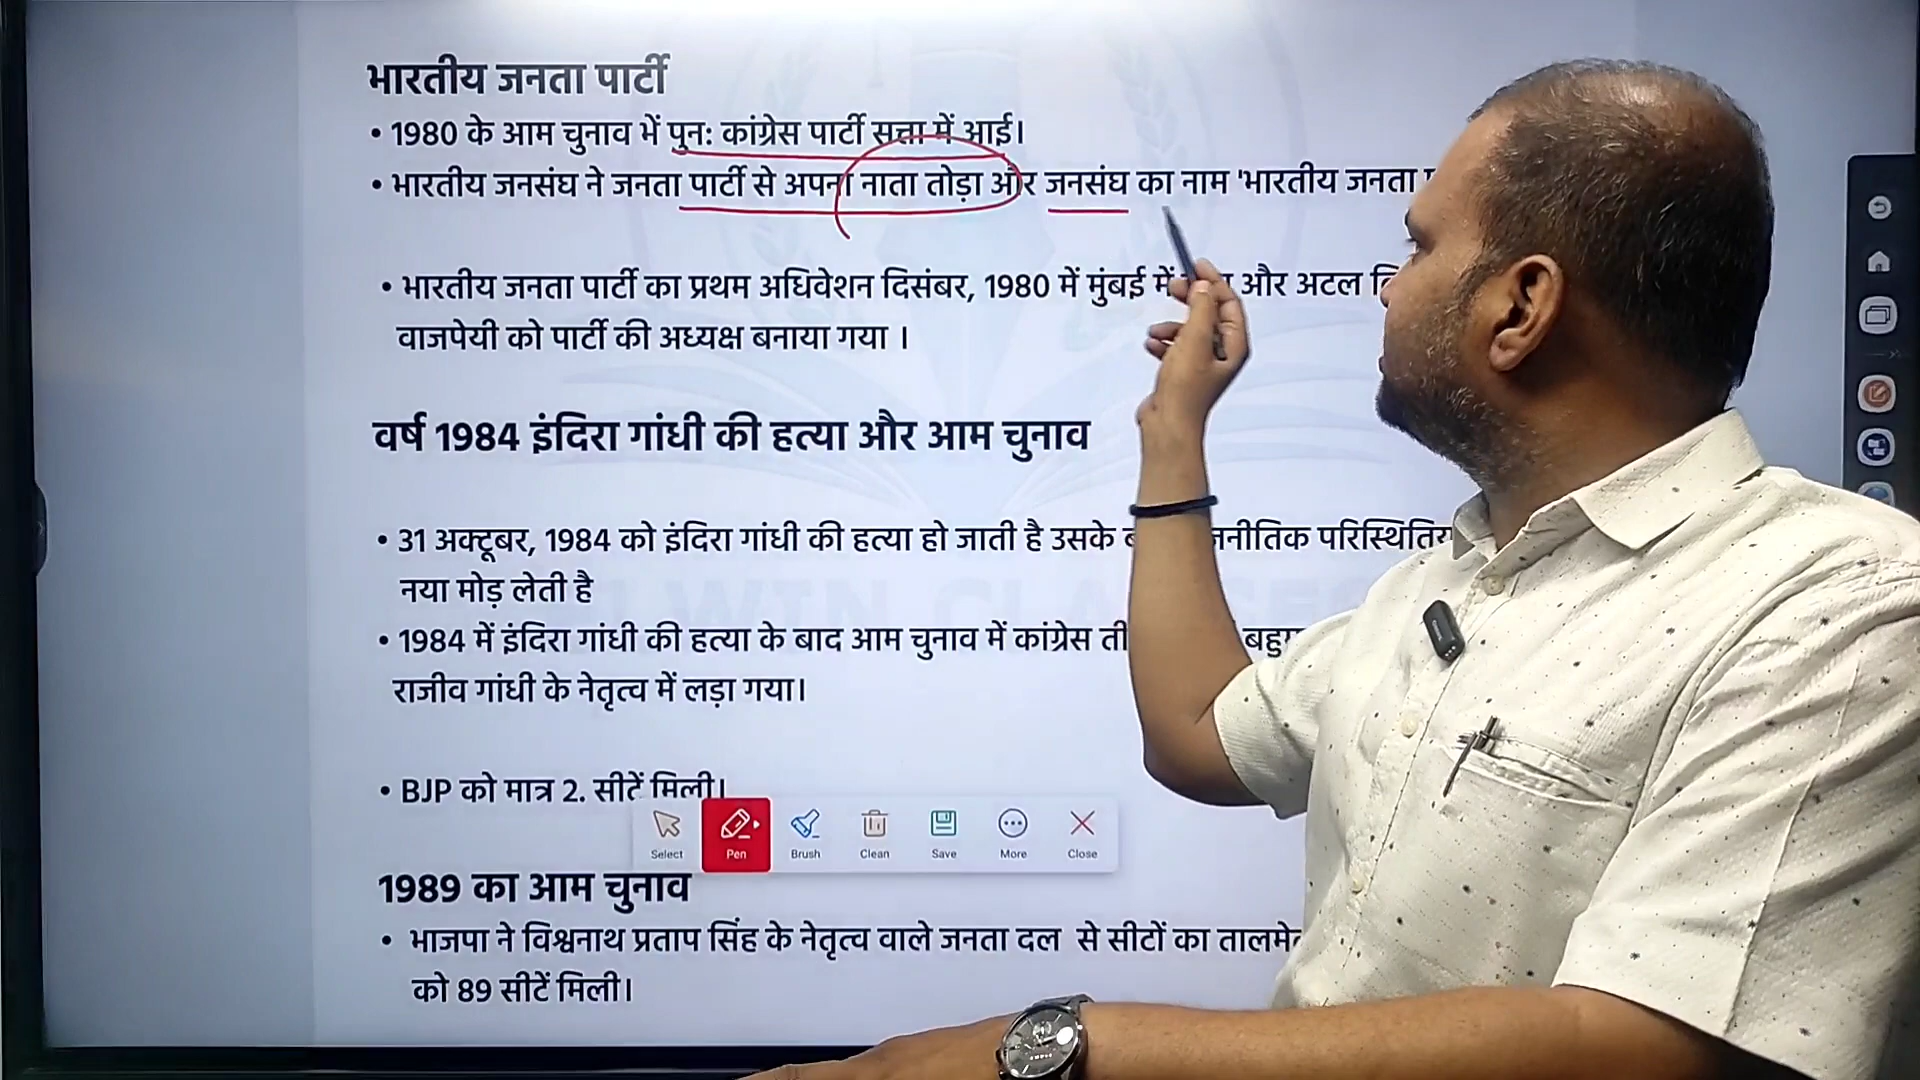 भारतीय जनता पार्टी
• 1980 के आम चुनाव भें पुन: कांग्रेस पार्टी सत्ता में आई।
• भारतीय जनसंघ ने जनता पार्टी से अपना नाता तोड़ा और जनसंघ का नाम 'भारतीय जनता
• भारतीय जनता पार्टी का प्रथम अधिवेशन दिसंबर, 1980 में मुंबई में और अटल
वाजपेयी को पार्टी की अध्यक्ष बनाया गया ।
वर्ष 1984 इंदिरा गांधी की हत्या और आम चुनाव
• 31 अक्टूबर, 1984 को इंदिरा गांधी की हत्या हो जाती है उसके
नया मोड़ लेती है
• 1984 में इंदिरा गांधी की हत्या के बाद आम चुनाव में कांग्रेस
राजीव गांधी के नेतृत्व में लड़ा गया।
• BJP को मात्र 2. सीटें मिली।
Select Pen Brush Clean Save More Close
1989 का आम चुनाव
• भाजपा ने विश्वनाथ प्रताप सिंह के नेतृत्व वाले जनता दल से सीटों का
को 89 सीटें मिली।